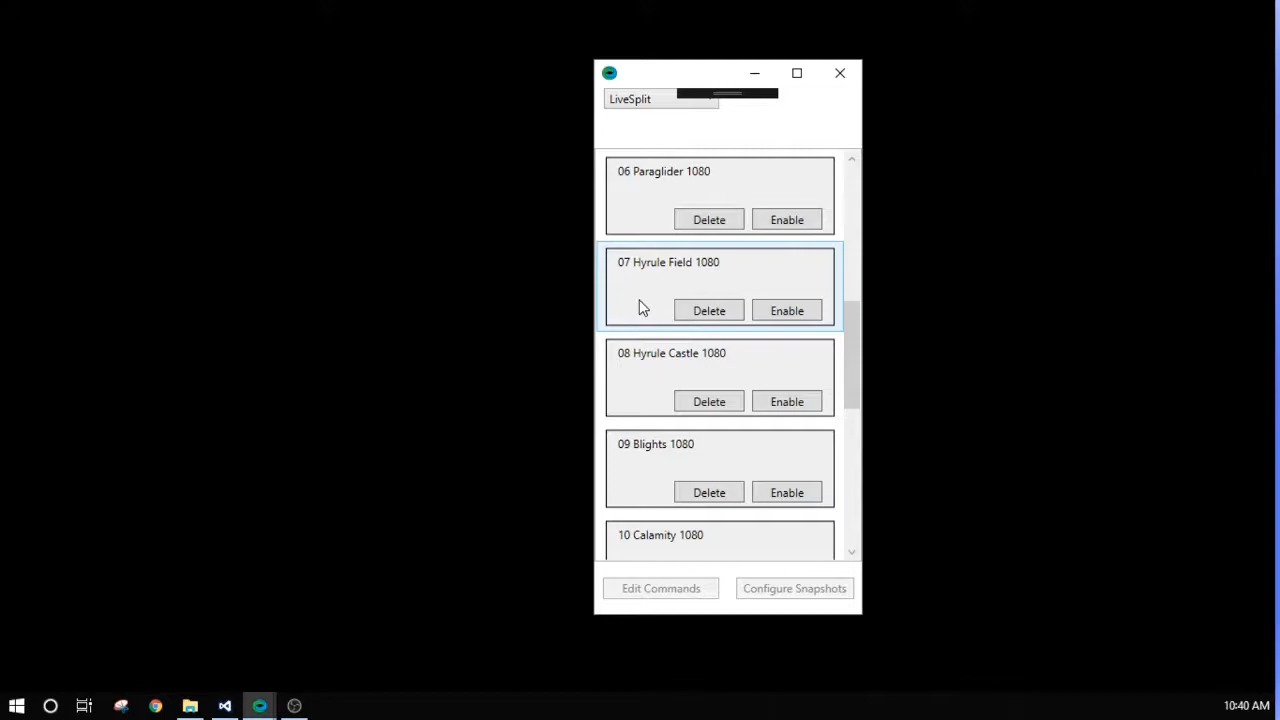 LiveSplit
06 Paraglider 1080
Delete Enable
07 Hyrule Field 1080
Delete Enable
08 Hyrule Castle 1080
Delete Enable
09 Blights 1080
Delete Enable
10 Calamity 1080
Edit Commands Configure Snapshots
10:40 AM